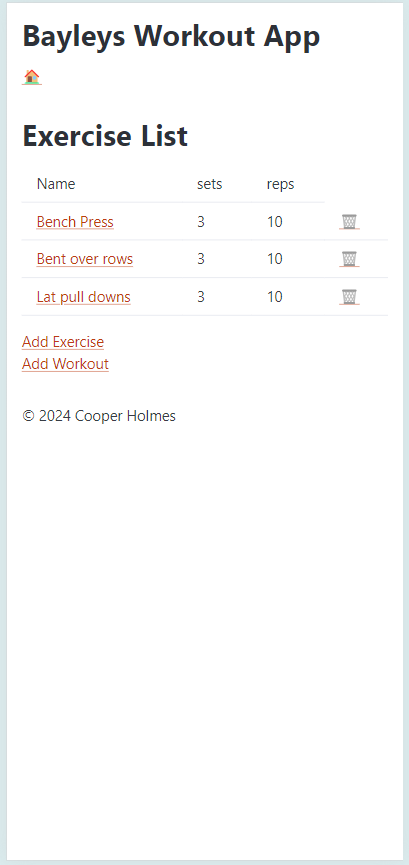 Bayleys Workout App
Exercise List
Name sets reps
Bench Press 3 10
Bent over rows 3 10
Lat pull downs 3 10
Add Exercise
Add Workout
© 2024 Cooper Holmes